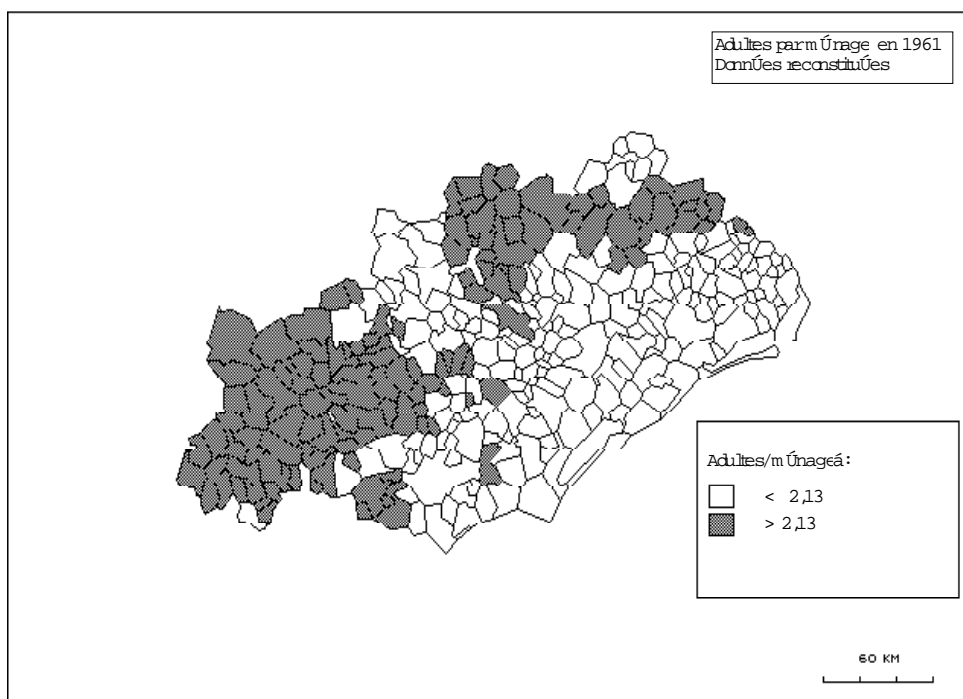 Adultes par mÚnage en 1961
DonnÚes reconstituÚes
Adultes/mÚnageá:
< 2,13
> 2,13
60 KM